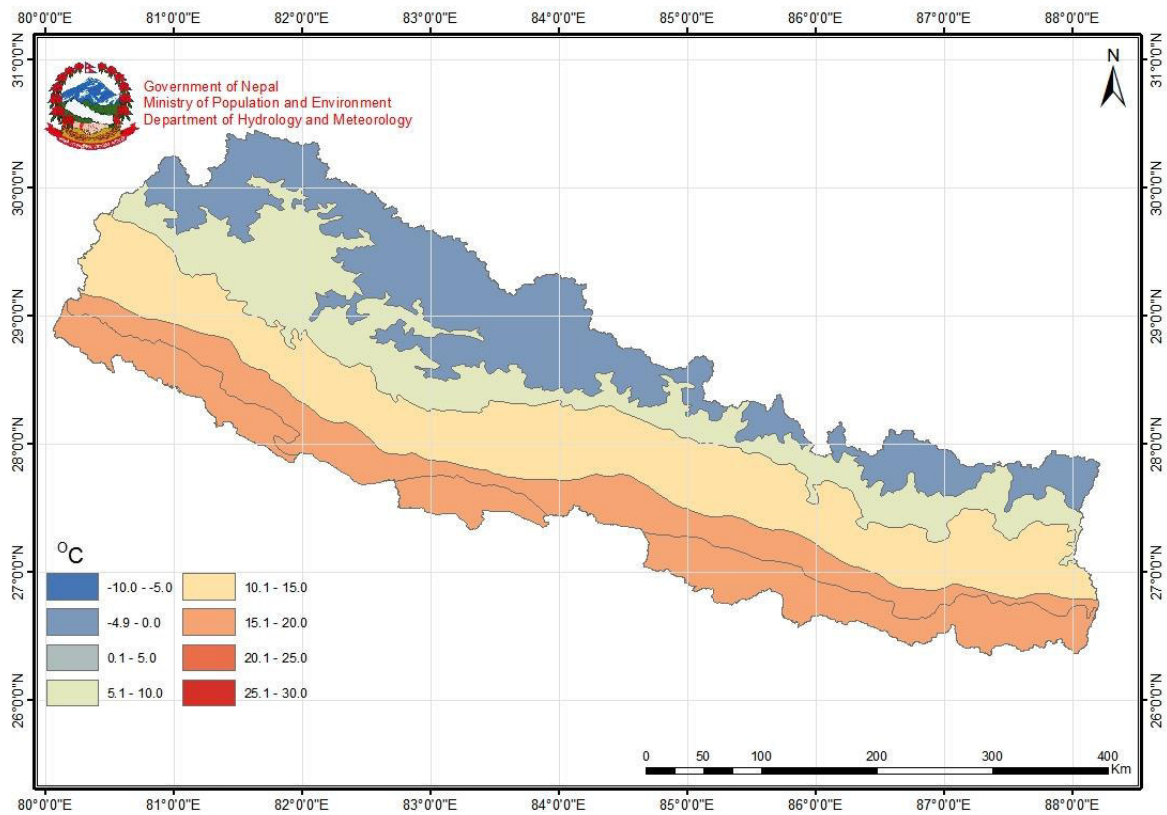 80°0'0"E 81°0'0"E 82°0'0"E 83°0'0"E 84°0'0"E 85°0'0"E 86°0'0"E 87°0'0"E 88°0'0"E
Government of Nepal
Ministry of Population and Environment
Department of Hydrology and Meteorology
N
31°0'0"N 31°0'0"N
30°0'0"N 30°0'0"N
29°0'0"N 29°0'0"N
28°0'0"N 28°0'0"N
27°0'0"N 27°0'0"N
26°0'0"N 26°0'0"N
°C
-10.0 - -5.0 10.1 - 15.0
-4.9 - 0.0 15.1 - 20.0
0.1 - 5.0 20.1 - 25.0
5.1 - 10.0 25.1 - 30.0
0 50 100 200 300 400
Km
80°0'0"E 81°0'0"E 82°0'0"E 83°0'0"E 84°0'0"E 85°0'0"E 86°0'0"E 87°0'0"E 88°0'0"E